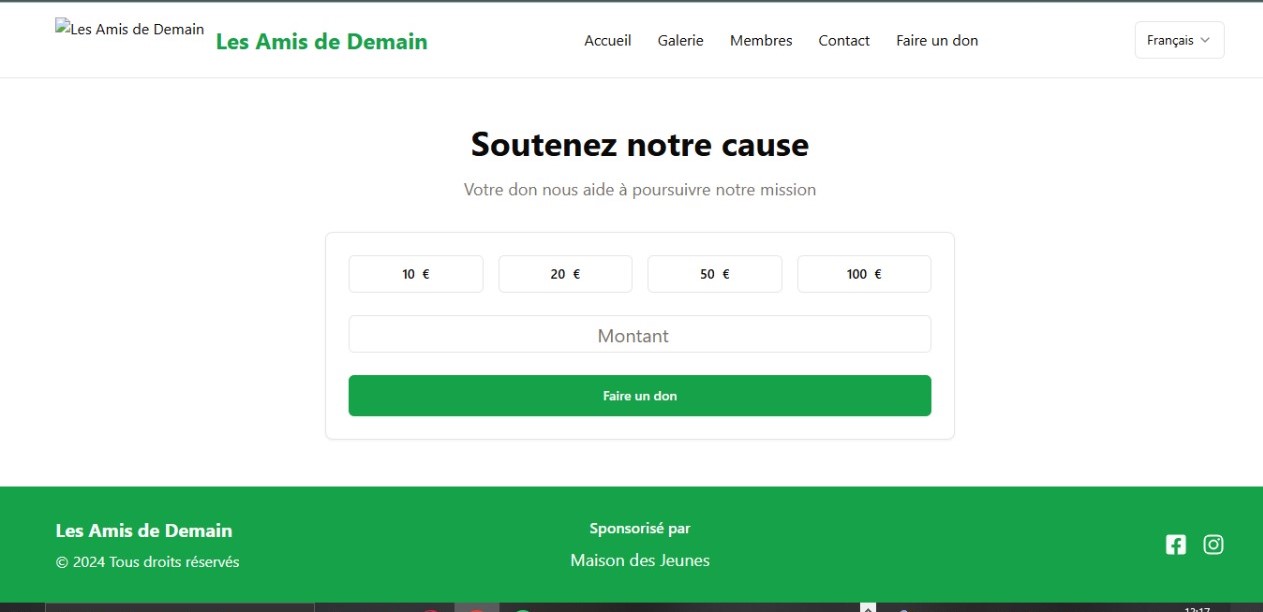 Les Amis de Demain
Les Amis de Demain
Accueil Galerie Membres Contact Faire un don
Français
Soutenez notre cause
Votre don nous aide à poursuivre notre mission
10 € 20 € 50 € 100 €
Montant
Faire un don
Les Amis de Demain
© 2024 Tous droits réservés
Sponsorisé par
Maison des Jeunes